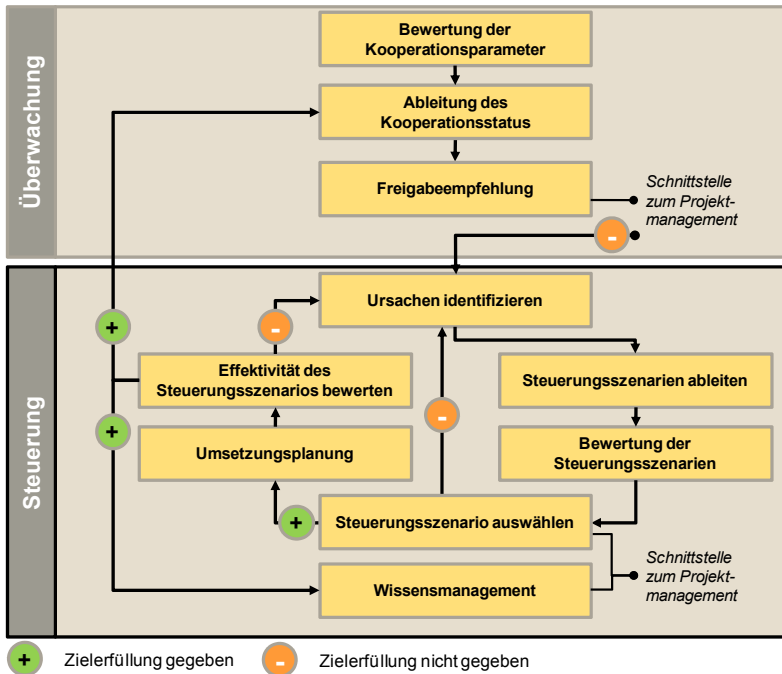 Überwachung
Bewertung der
Kooperationsparameter
Ableitung des
Kooperationsstatus
Freigabeempfehlung
Schnittstelle
zum Projekt-
management
-
Steuerung
Ursachen identifizieren
+
-
Effektivität des
Steuerungsszenarios bewerten
Steuerungsszenarien ableiten
-
+
Umsetzungsplanung
Bewertung der
Steuerungsszenarien
+
Steuerungsszenario auswählen
Wissensmanagement
Schnittstelle
zum Projekt-
management
+ Zielerfüllung gegeben
- Zielerfüllung nicht gegeben